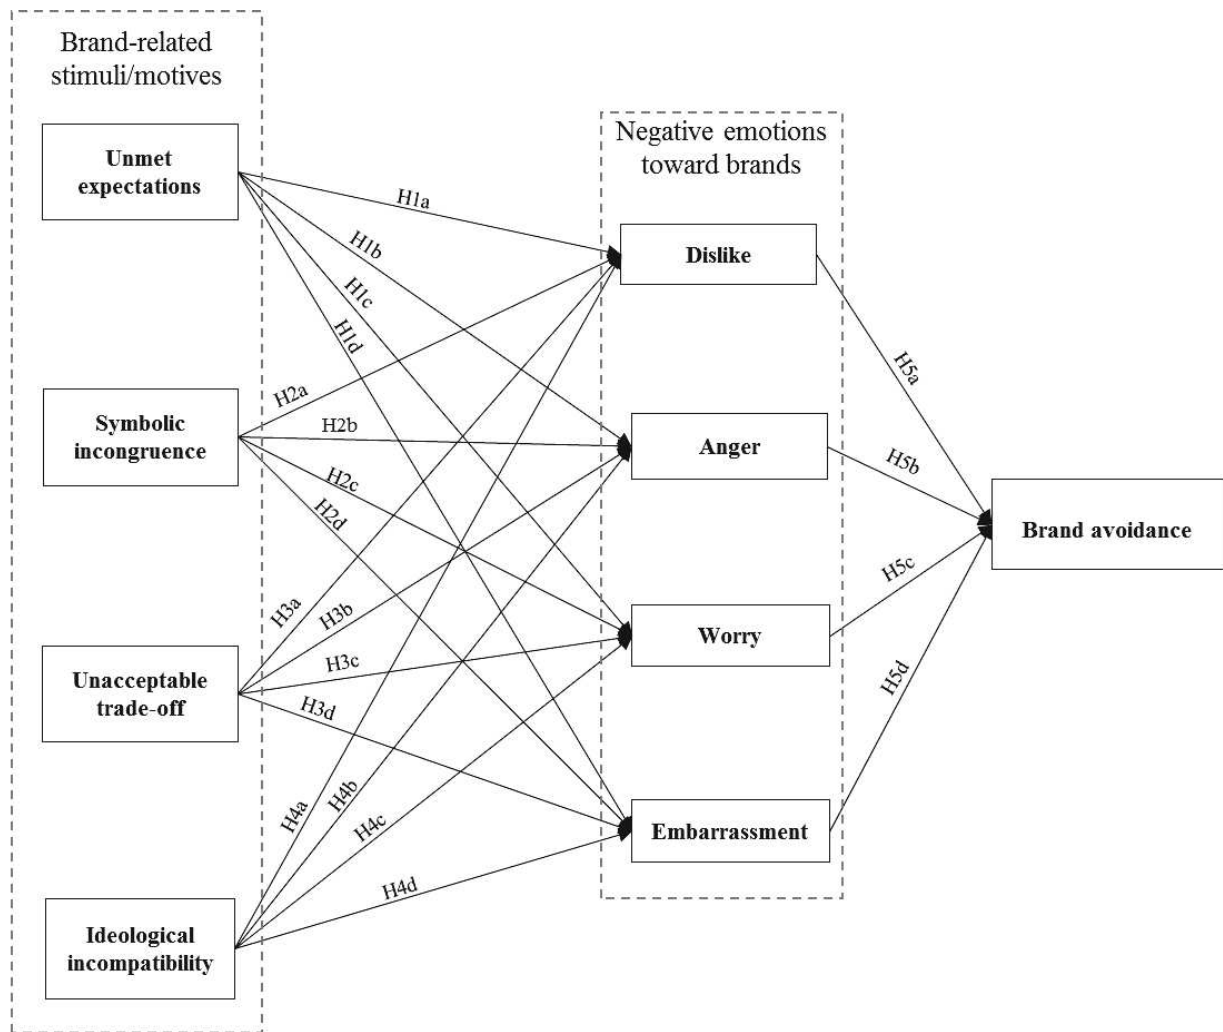 Brand-related
stimuli/motives
Unmet
expectations
Symbolic
incongruence
Unacceptable
trade-off
Ideological
incompatibility
H1a
H1b
H1c
H1d
H2a
H2b
H2c
H2d
H3a
H3b
H3c
H3d
H4a
H4b
H4c
H4d
Negative emotions
toward brands
Dislike
Anger
Worry
Embarrassment
H5a
H5b
H5c
H5d
Brand avoidance